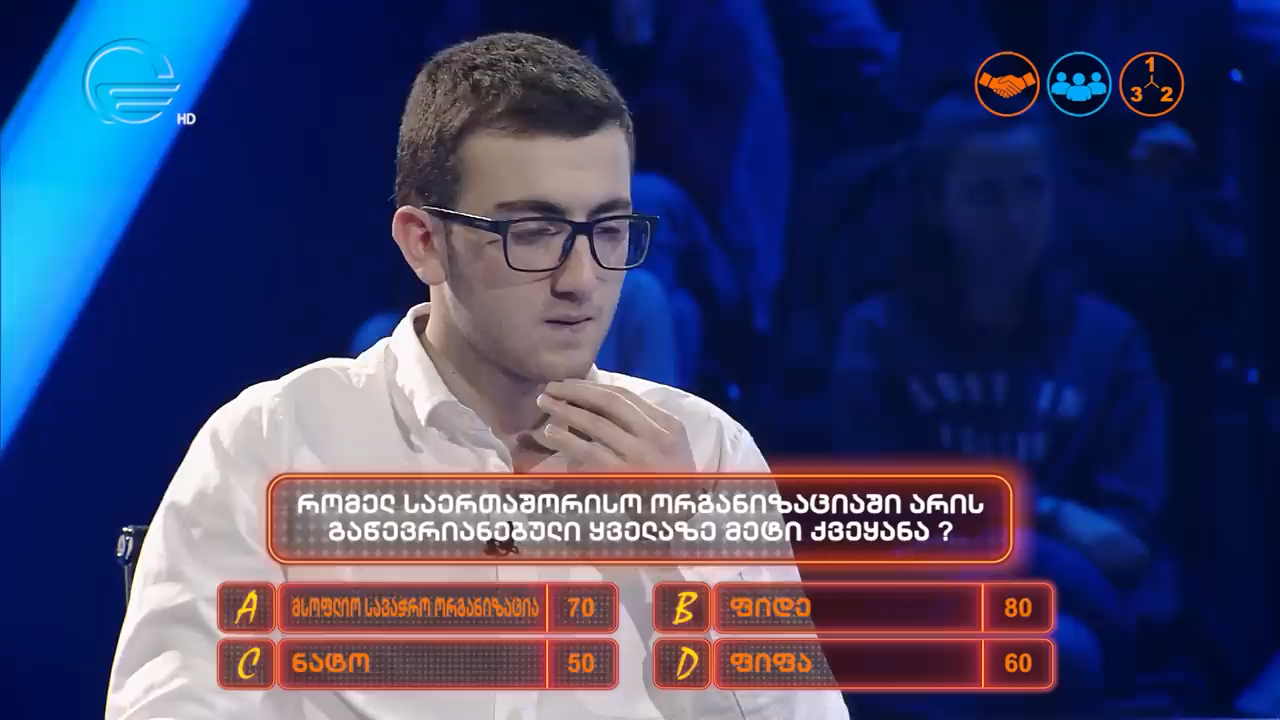 HD
1
3 2
რომელ საერთაშორისო ორგანიზაციაში არის
გაწევრიანებული ყველაზე მეტი ქვეყანა ?
A მსოფლიო სავაჭრო ორგანიზაცია 70
B ფიდე 80
C ნატო 50
D ფიფა 60
97